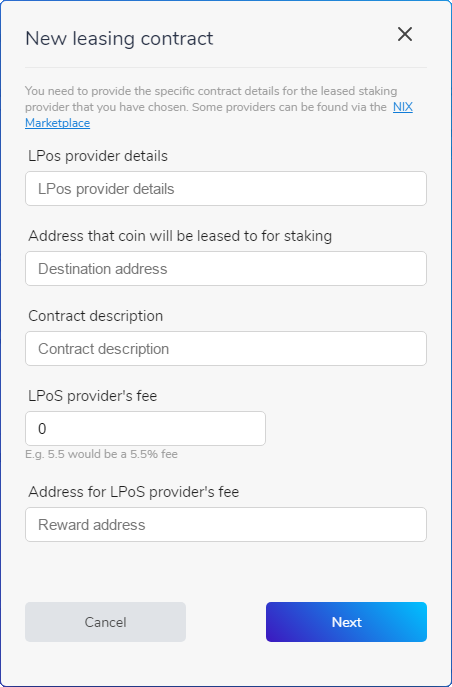 New leasing contract
You need to provide the specific contract details for the leased staking
provider that you have chosen. Some providers can be found via the NIX
Marketplace
LPos provider details
LPos provider details
Address that coin will be leased to for staking
Destination address
Contract description
Contract description
LPoS provider's fee
0
E.g. 5.5 would be a 5.5% fee
Address for LPoS provider's fee
Reward address
Cancel Next